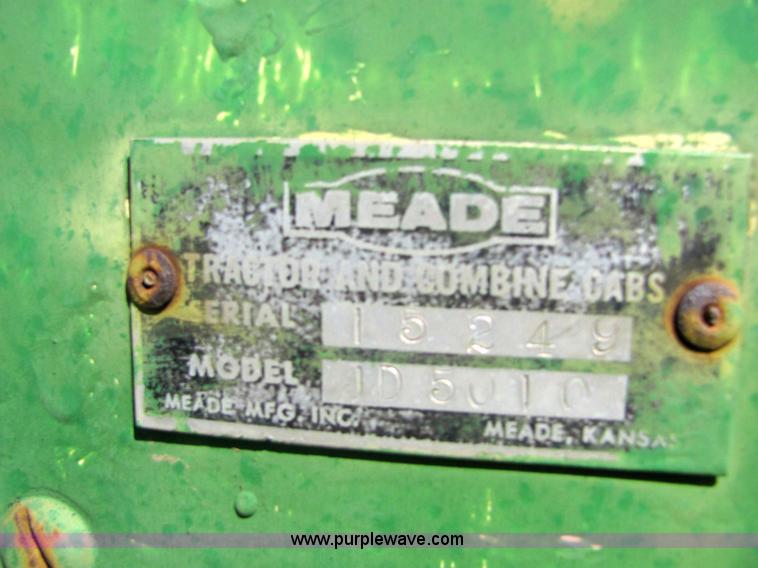 MEADE
TRACTOR AND COMBINE CABS
SERIAL 15249
MODEL JD5010
MEADE MFG. INC.
MEADE, KANSAS
www.purplewave.com